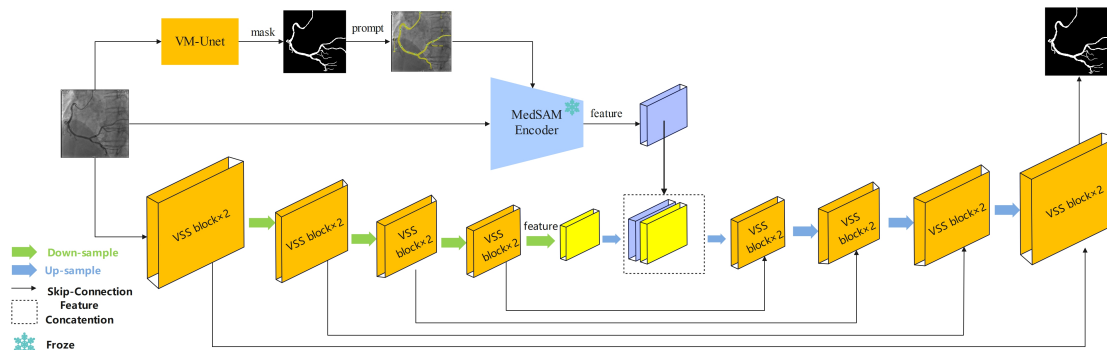 VM-Unet
mask
prompt
MedSAM
Encoder
feature
VSS block×2
VSS block×2
VSS
block×2
VSS
block×2
feature
VSS
block×2
VSS
block×2
VSS block×2
VSS block×2
Down-sample
Up-sample
Skip-Connection
Feature
Concatention
Froze